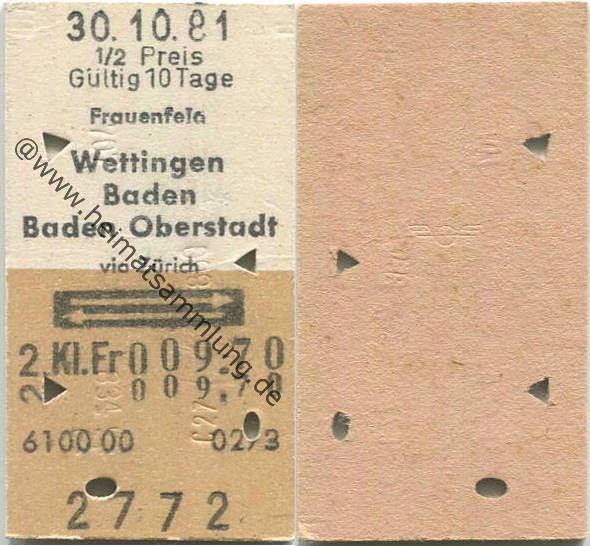 30.10.81
1/2 Preis
Gültig 10 Tage
Frauenfeld
Wettingen
Baden
Baden Oberstadt
via Zürich
2 Kl. Fr 009.70
2 009.70
6100 00 0273
2772
@www.heimatsammlung.de